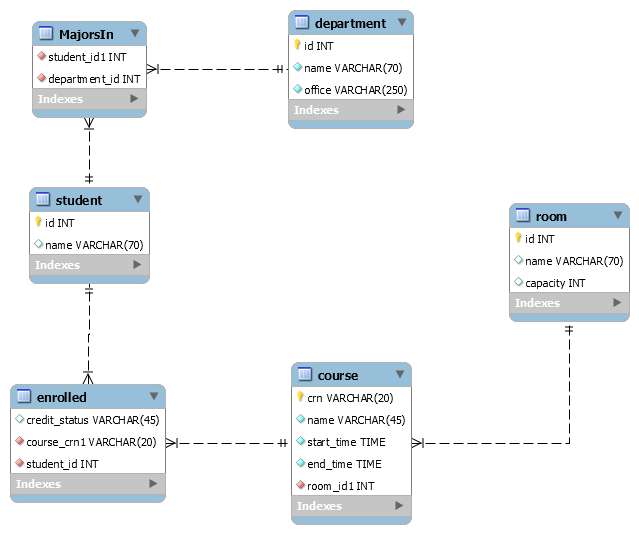 MajorsIn
student_id1 INT
department_id INT
Indexes
department
id INT
name VARCHAR(70)
office VARCHAR(250)
Indexes
student
id INT
name VARCHAR(70)
Indexes
room
id INT
name VARCHAR(70)
capacity INT
Indexes
enrolled
credit_status VARCHAR(45)
course_crn1 VARCHAR(20)
student_id INT
Indexes
course
crn VARCHAR(20)
name VARCHAR(45)
start_time TIME
end_time TIME
room_id1 INT
Indexes